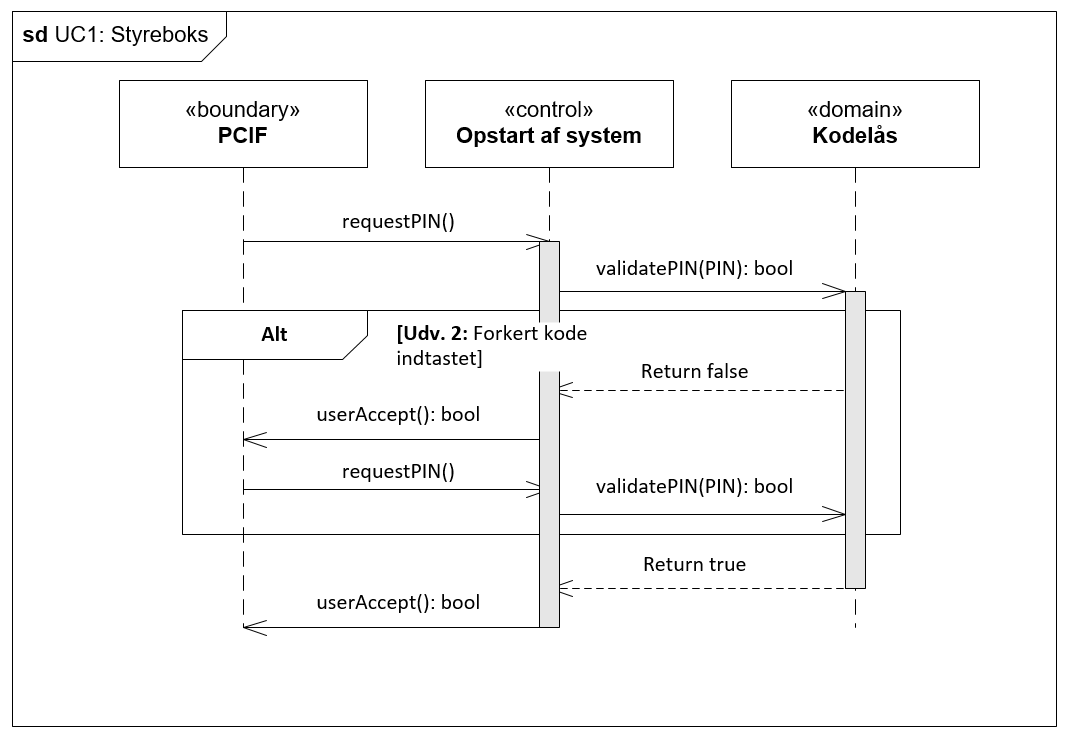 sd UC1: Styreboks
«boundary»
PCIF
«control»
Opstart af system
«domain»
Kodelås
requestPIN()
validatePIN(PIN): bool
Alt
[Udv. 2: Forkert kode
indtastet]
Return false
userAccept(): bool
requestPIN()
validatePIN(PIN): bool
Return true
userAccept(): bool